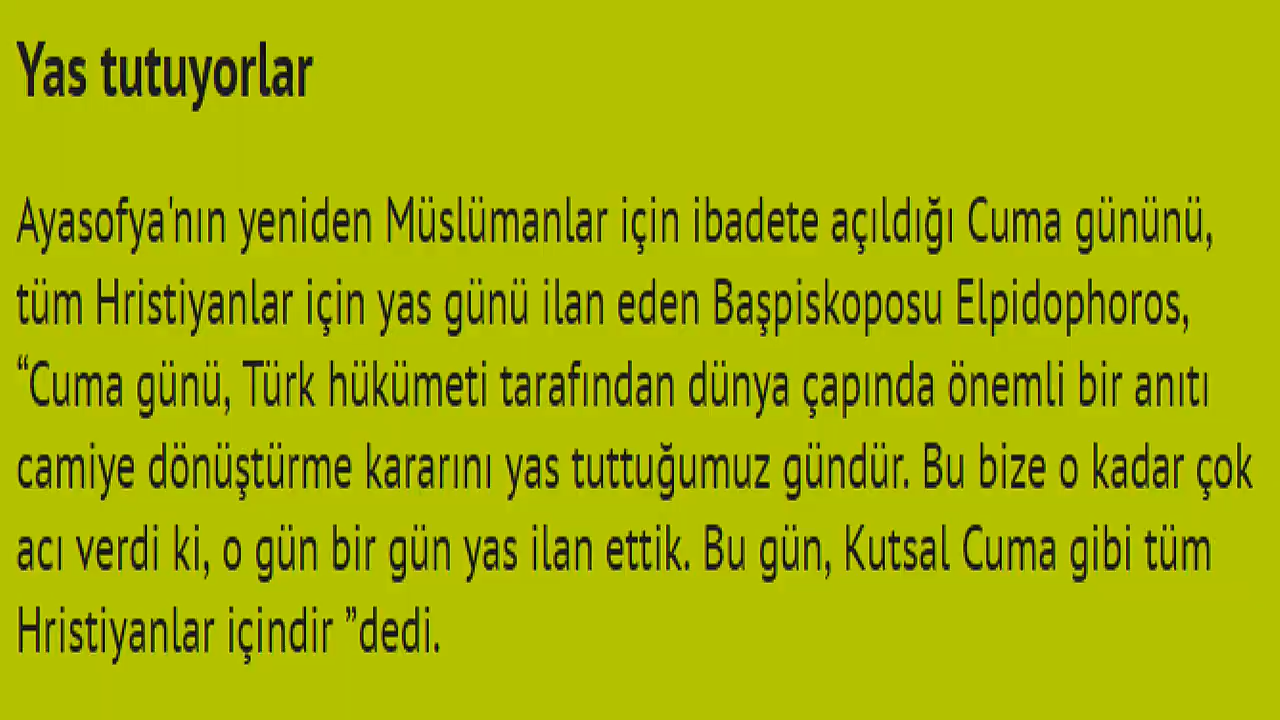 Yas tutuyorlar
Ayasofya'nın yeniden Müslümanlar için ibadete açıldığı Cuma gününü,
tüm Hristiyanlar için yas günü ilan eden Başpiskoposu Elpidophoros,
“Cuma günü, Türk hükümeti tarafından dünya çapında önemli bir anıtı
camiye dönüştürme kararını yas tuttuğumuz gündür. Bu bize o kadar çok
acı verdi ki, o gün bir gün yas ilan ettik. Bu gün, Kutsal Cuma gibi tüm
Hristiyanlar içindir ”dedi.